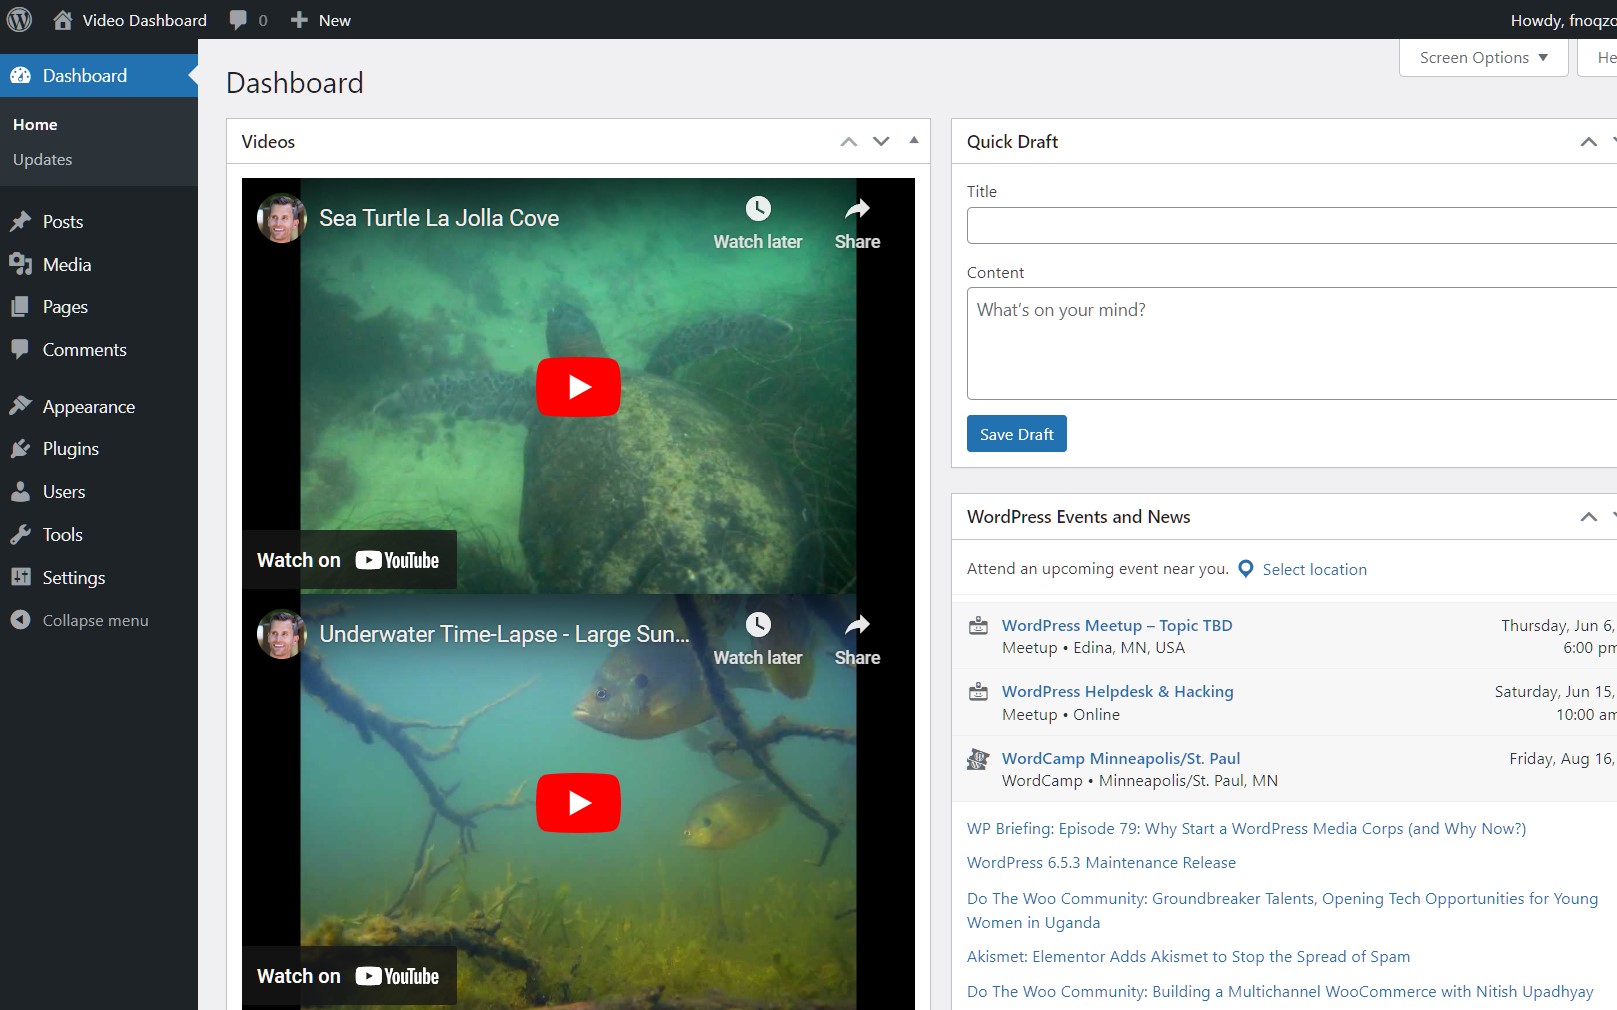 Video Dashboard
0
New
Howdy, fnoqzo
Dashboard
Home
Updates
Posts
Media
Pages
Comments
Appearance
Plugins
Users
Tools
Settings
Collapse menu
Screen Options
He
Dashboard
Videos
Sea Turtle La Jolla Cove
Watch later
Share
Watch on YouTube
Underwater Time-Lapse - Large Sun...
Watch later
Share
Watch on YouTube
Quick Draft
Title
Content
What's on your mind?
Save Draft
WordPress Events and News
Attend an upcoming event near you. Select location
WordPress Meetup – Topic TBD
Thursday, Jun 6,
Meetup • Edina, MN, USA
6:00 pm
WordPress Helpdesk & Hacking
Saturday, Jun 15,
Meetup • Online
10:00 am
WordCamp Minneapolis/St. Paul
Friday, Aug 16,
WordCamp • Minneapolis/St. Paul, MN
WP Briefing: Episode 79: Why Start a WordPress Media Corps (and Why Now?)
WordPress 6.5.3 Maintenance Release
Do The Woo Community: Groundbreaker Talents, Opening Tech Opportunities for Young
Women in Uganda
Akismet: Elementor Adds Akismet to Stop the Spread of Spam
Do The Woo Community: Building a Multichannel WooCommerce with Nitish Upadhyay